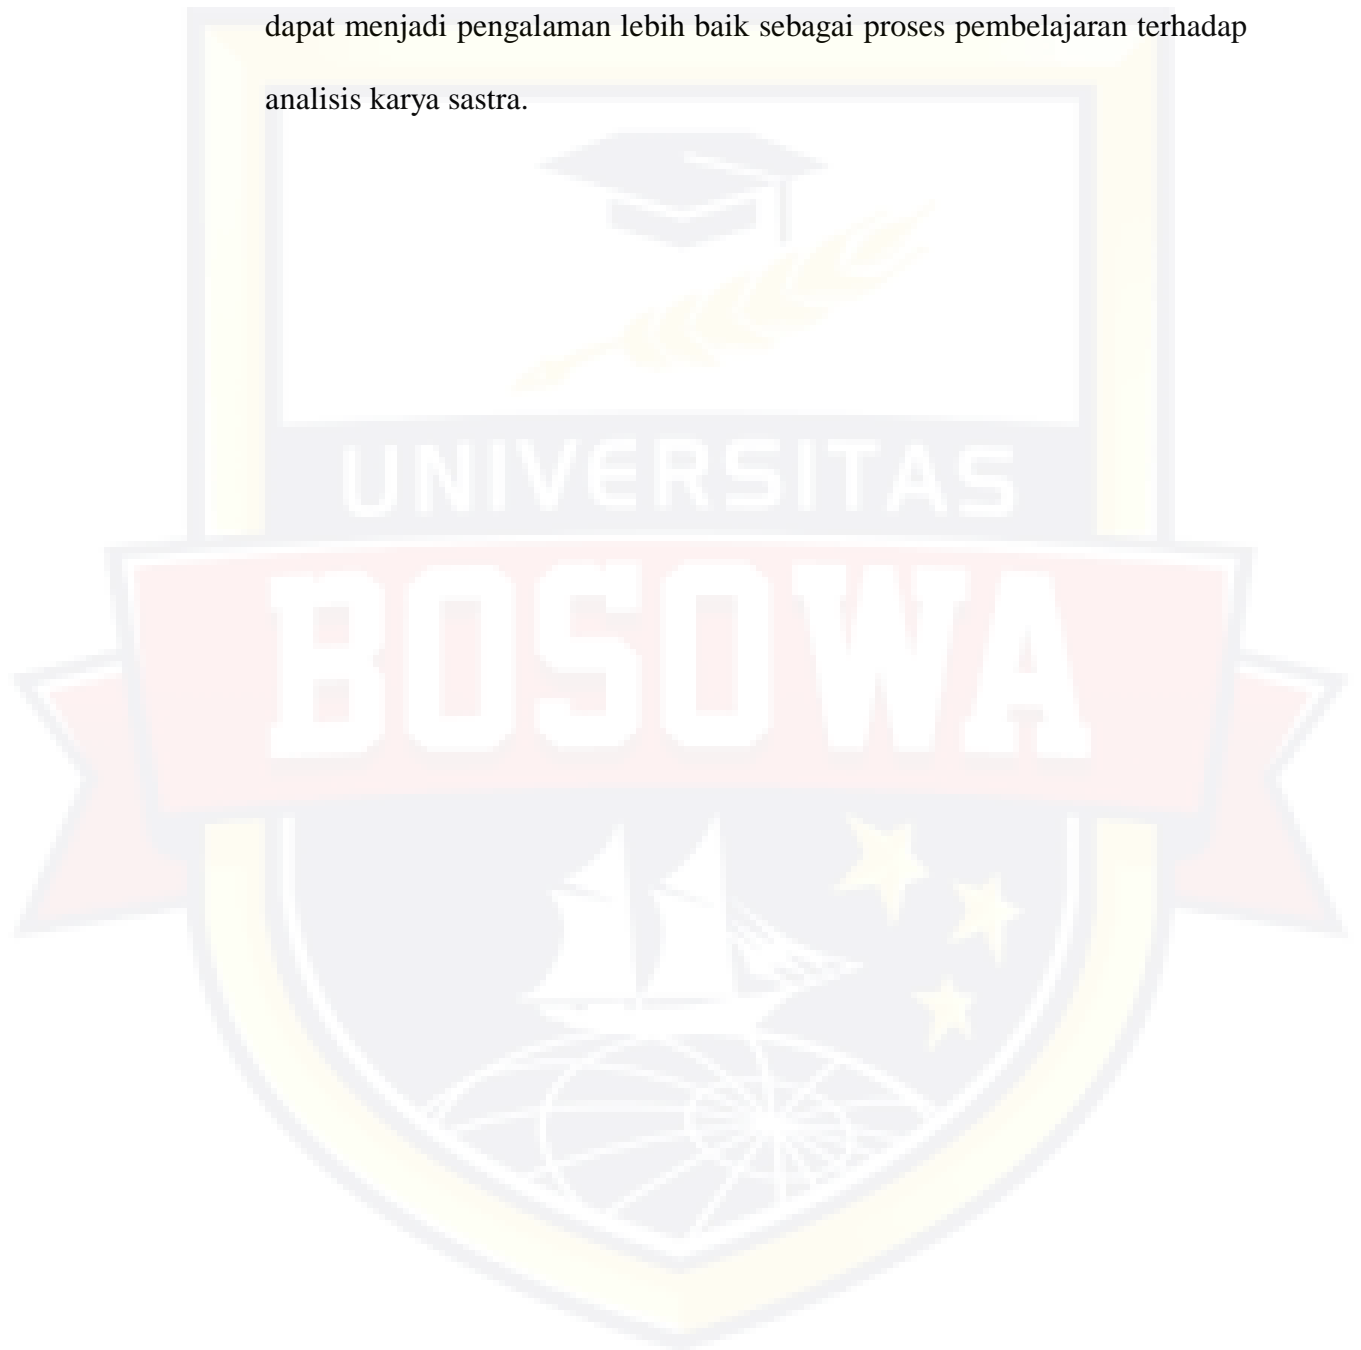 dapat menjadi pengalaman lebih baik sebagai proses pembelajaran terhadap
analisis karya sastra.
UNIVERSITAS
BOSOWA